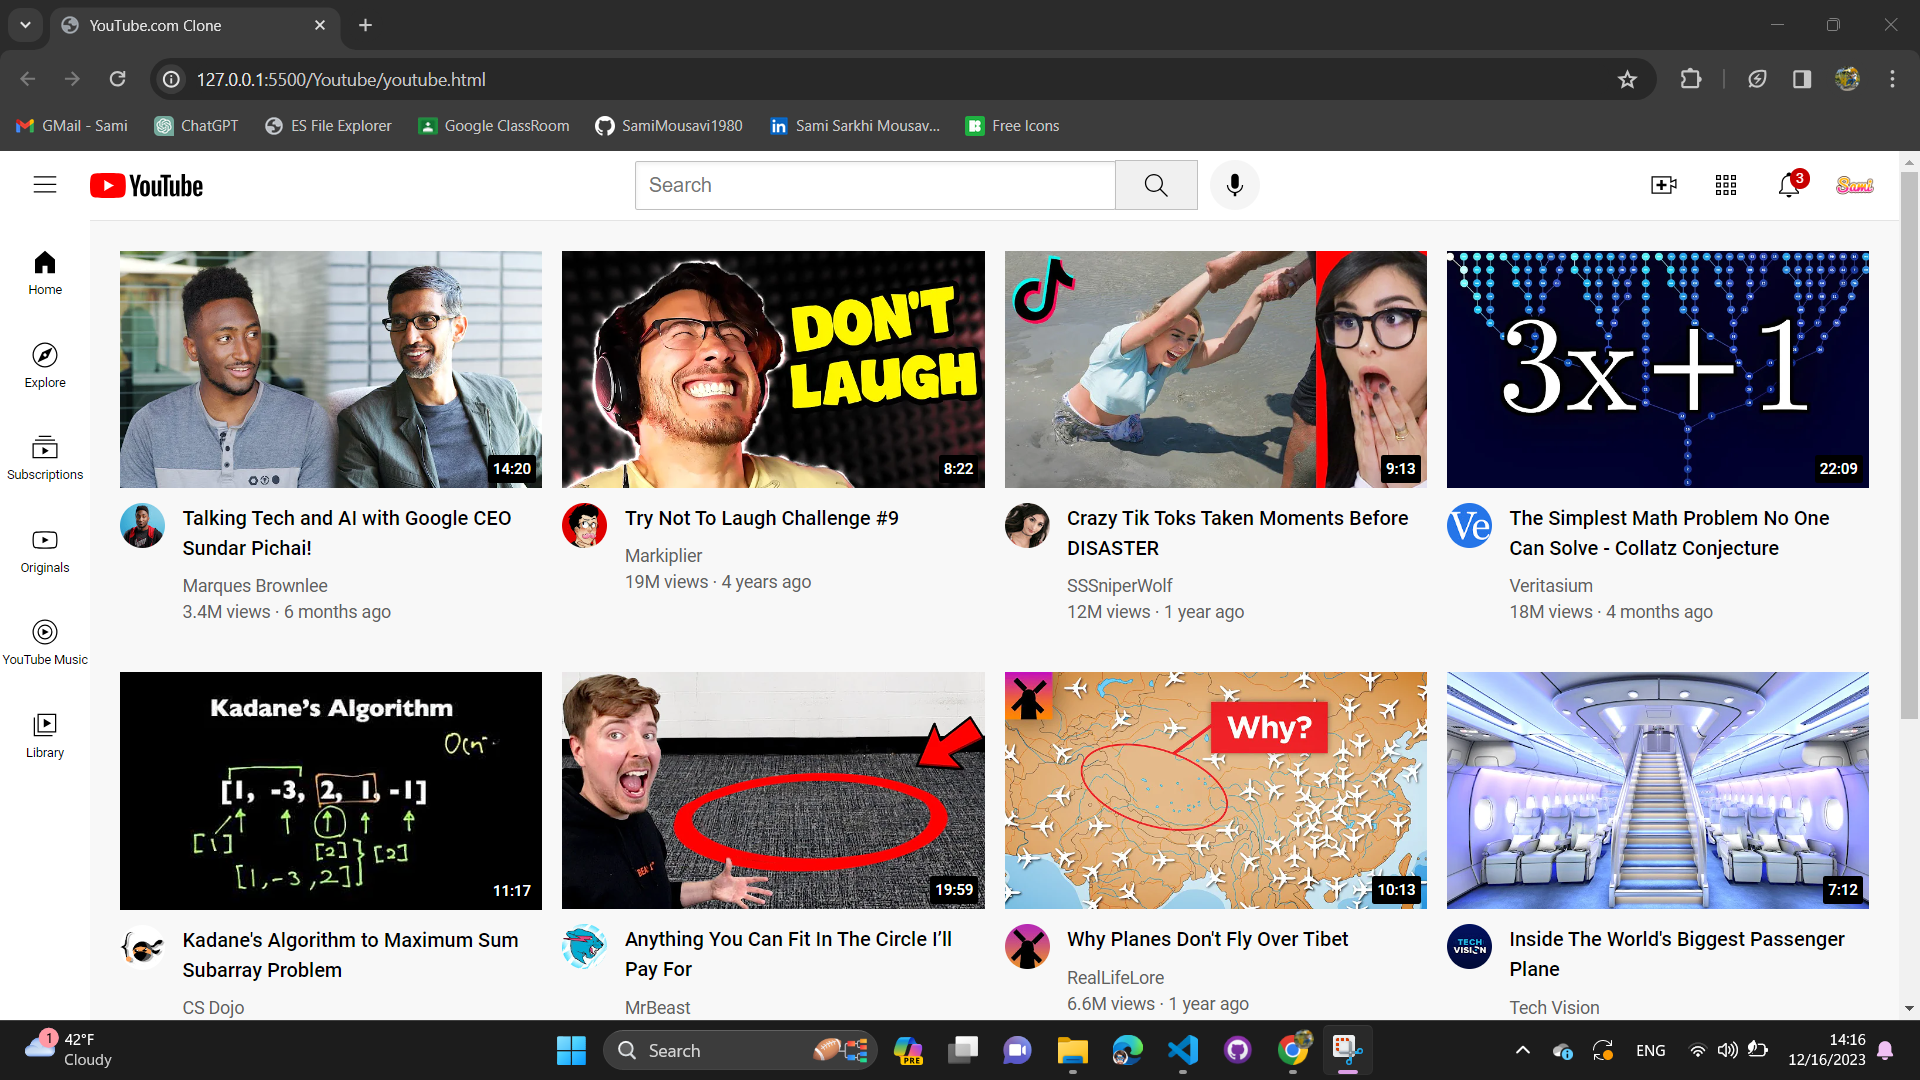 YouTube.com Clone
127.0.0.1:5500/Youtube/youtube.html
GMail - Sami
ChatGPT
ES File Explorer
Google ClassRoom
SamiMousavi1980
Sami Sarkhi Mousav...
Free Icons
YouTube
Search
3
Sami
Home
Explore
Subscriptions
Originals
YouTube Music
Library
14:20
DON'T
LAUGH
8:22
9:13
3x+1
22:09
Talking Tech and AI with Google CEO
Sundar Pichai!
Marques Brownlee
3.4M views · 6 months ago
Try Not To Laugh Challenge #9
Markiplier
19M views · 4 years ago
Crazy Tik Toks Taken Moments Before
DISASTER
SSSniperWolf
12M views · 1 year ago
Ve
The Simplest Math Problem No One
Can Solve - Collatz Conjecture
Veritasium
18M views · 4 months ago
Kadane's Algorithm
[1, -3, 2, 1, -1]
[1]
[2]
[2]
[1,-3,2]
11:17
19:59
Why?
10:13
7:12
Kadane's Algorithm to Maximum Sum
Subarray Problem
CS Dojo
Anything You Can Fit In The Circle I’ll
Pay For
MrBeast
Why Planes Don't Fly Over Tibet
RealLifeLore
6.6M views · 1 year ago
TECH
VISION
Inside The World's Biggest Passenger
Plane
Tech Vision
1
42°F
Cloudy
Search
PRE
ENG
14:16
12/16/2023